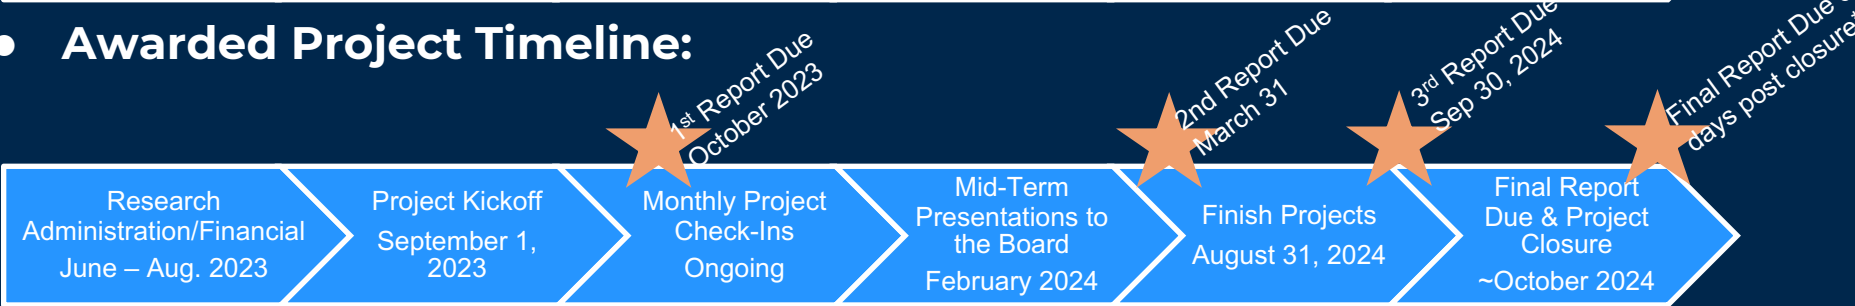 • Awarded Project Timeline:
1st Report Due
October 2023
2nd Report Due
March 31
3rd Report Due
Sep 30, 2024
Final Report Due
days post closure
Research
Administration/Financial
June – Aug. 2023
Project Kickoff
September 1,
2023
Monthly Project
Check-Ins
Ongoing
Mid-Term
Presentations to
the Board
February 2024
Finish Projects
August 31, 2024
Final Report
Due & Project
Closure
~October 2024